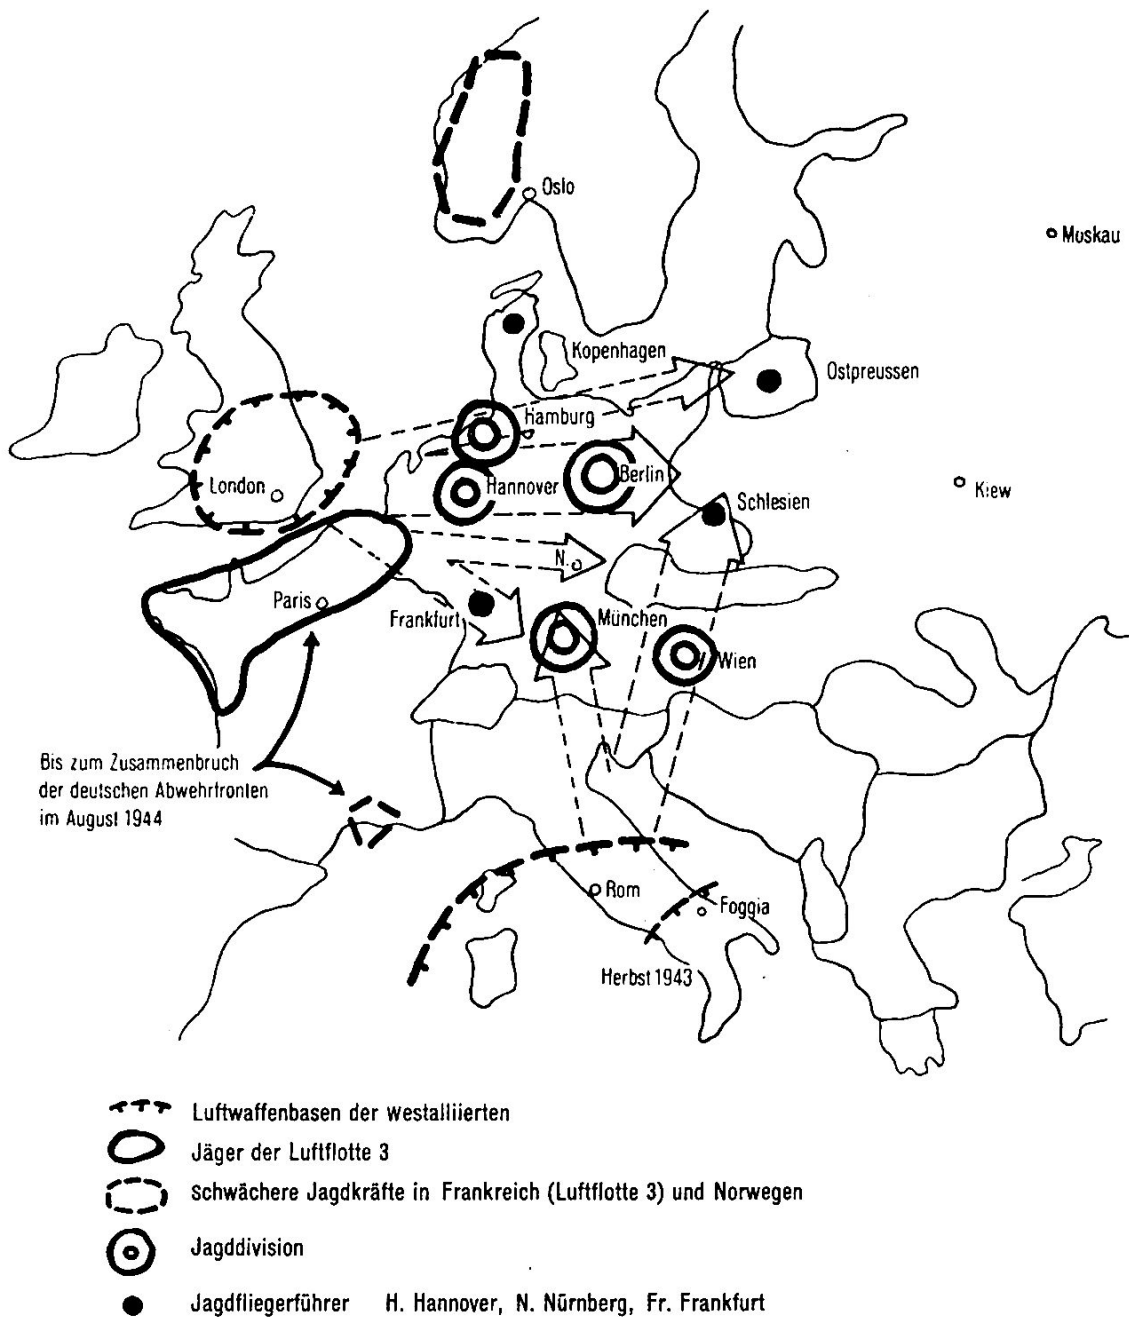 Oslo
Moskau
Kopenhagen
Ostpreussen
Hamburg
London
Hannover
Berlin
Kiew
Schlesien
N.
Paris
Frankfurt
München
Wien
Bis zum Zusammenbruch
der deutschen Abwehrfronten
im August 1944
Rom
Foggia
Herbst 1943
Luftwaffenbasen der westalliierten
Jäger der Luftflotte 3
Schwächere Jagdkräfte in Frankreich (Luftflotte 3) und Norwegen
Jagddivision
Jagdfliegerführer H. Hannover, N. Nürnberg, Fr. Frankfurt